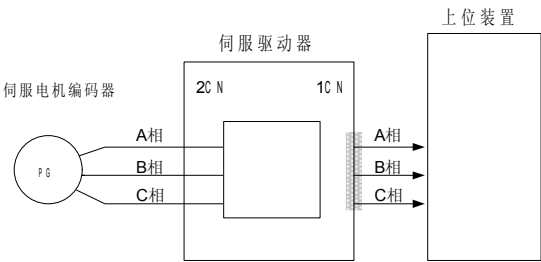 上位装置
伺服驱动器
伺服电机编码器
2CN 1CN
A相 A相
PG B相 B相
C相 C相